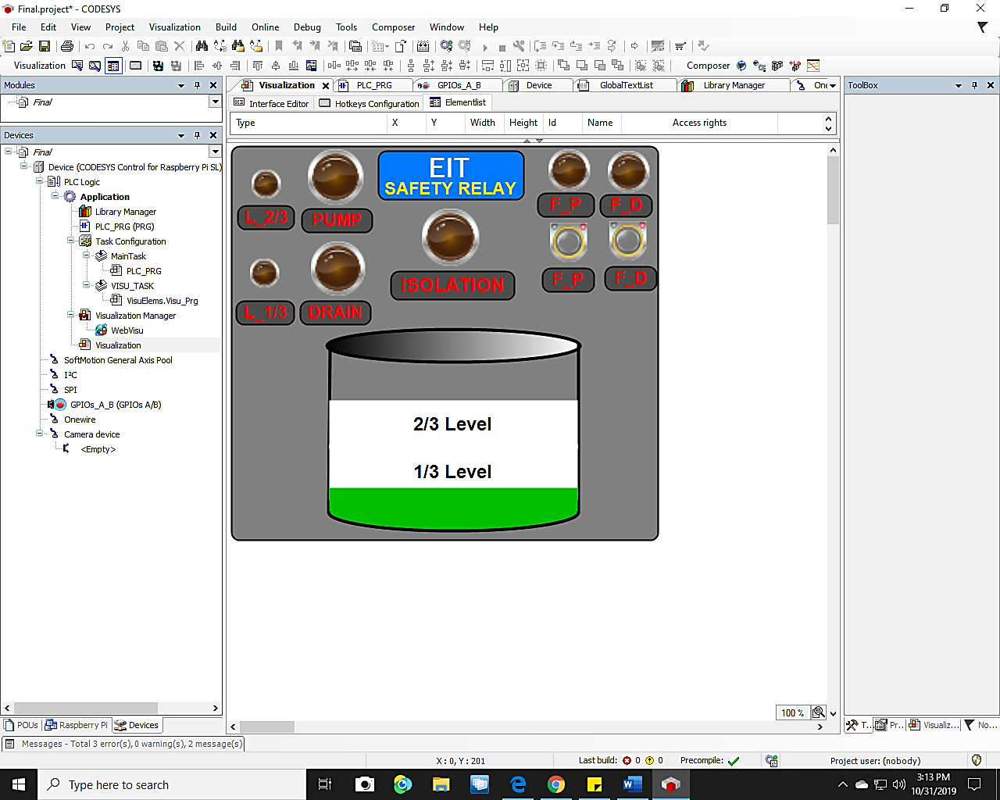 Final.project* - CODESYS
File Edit View Project Visualization Build Online Debug Tools Composer Window Help
Visualization
Composer
Modules
Final
Devices
Final
Device (CODESYS Control for Raspberry Pi SL)
PLC Logic
Application
Library Manager
PLC_PRG (PRG)
Task Configuration
MainTask
PLC_PRG
VISU_TASK
VisuElems.Visu_Prg
Visualization Manager
WebVisu
Visualization
SoftMotion General Axis Pool
I²C
SPI
GPIOs_A_B (GPIOs A/B)
Onewire
Camera device
<Empty>
POUs Raspberry Pi Devices
Visualization PLC_PRG GPIOs_A_B Device GlobalTextList Library Manager One
Interface Editor Hotkeys Configuration Elementlist
Type X Y Width Height Id Name Access rights
EIT
SAFETY RELAY
L_2/3 PUMP F_P F_D
ISOLATION F_P F_D
L_1/3 DRAIN
2/3 Level
1/3 Level
100 %
ToolBox
T... Pr... Visualiz... No...
Messages - Total 3 error(s), 0 warning(s), 2 message(s)
X : 0, Y : 201 Last build: 0 0 Precompile: Project user: (nobody)
Type here to search
3:13 PM
10/31/2019